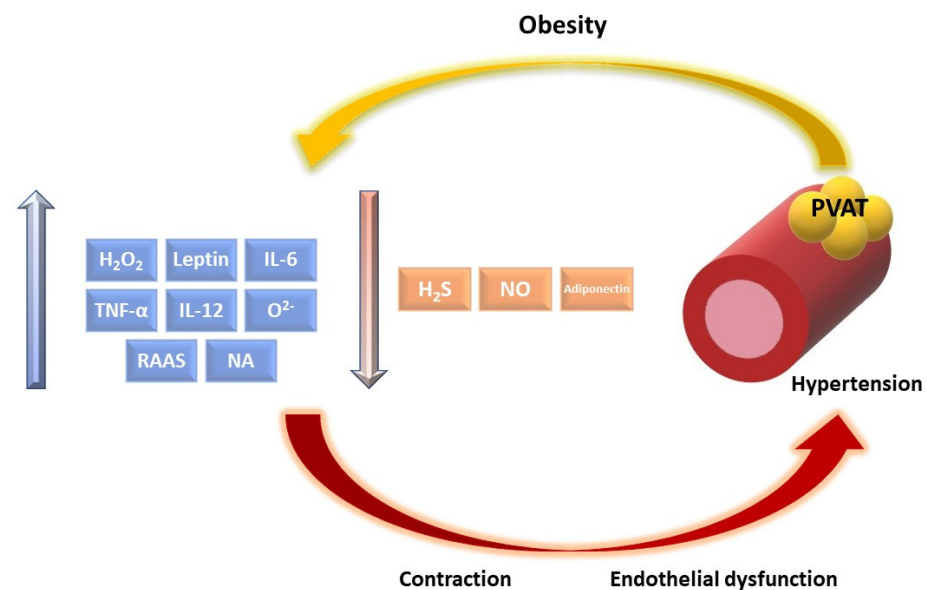 Obesity
PVAT
H₂O₂ Leptin IL-6
TNF-α IL-12 O²⁻
RAAS NA
H₂S NO Adiponectin
Hypertension
Contraction Endothelial dysfunction